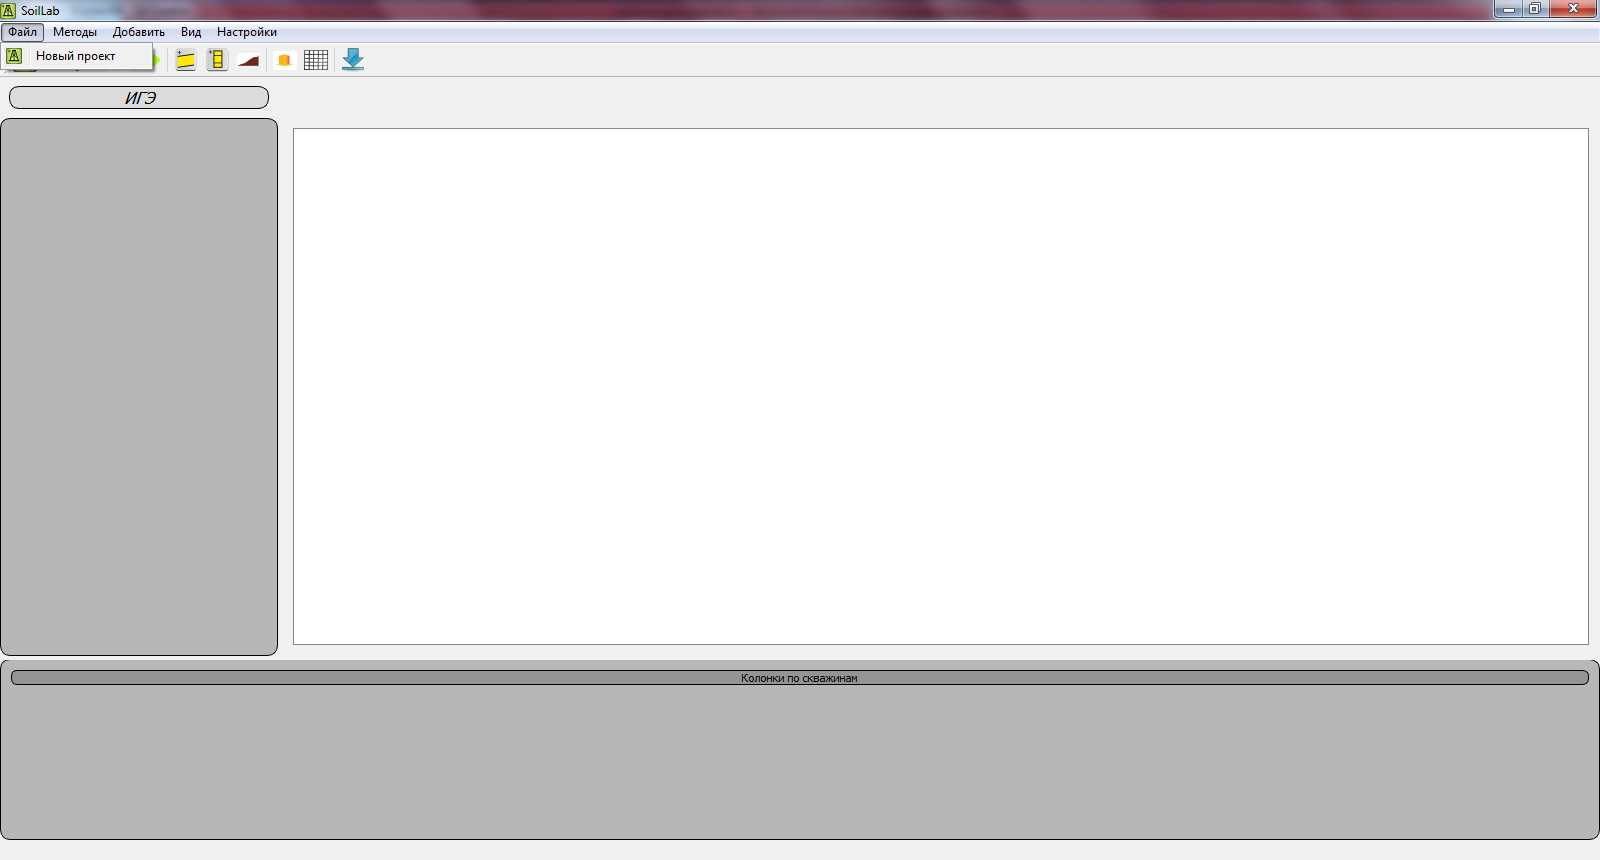 SoilLab
Файл Методы Добавить Вид Настройки
Новый проект
ИГЭ
Колонки по скважинам